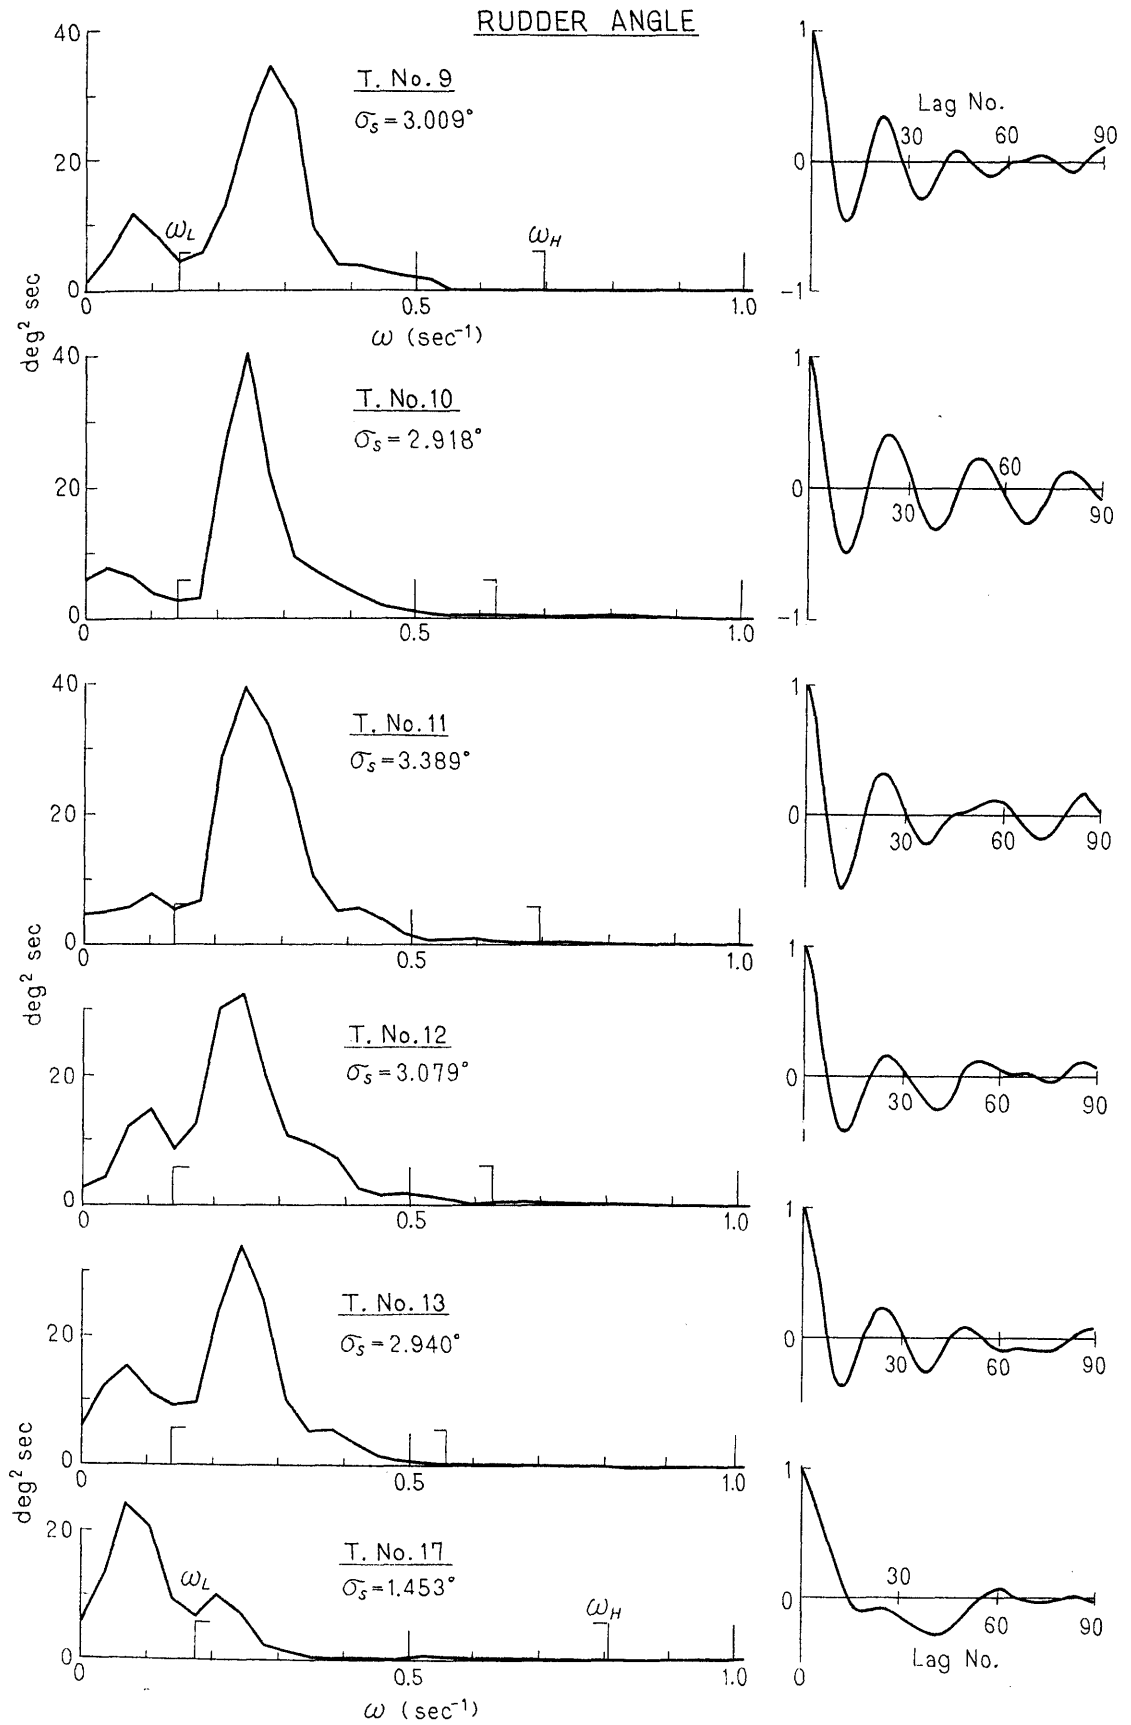 RUDDER ANGLE
40
20
0
deg² sec
T. No. 9
σs = 3.009°
ωL
ωH
0
0.5
1.0
ω (sec⁻¹)
1
0
-1
Lag No.
30
60
90
40
20
0
T. No. 10
σs = 2.918°
0
0.5
1.0
1
0
-1
30
60
90
40
20
0
deg² sec
T. No. 11
σs = 3.389°
0
0.5
1.0
1
0
30
60
90
20
0
T. No. 12
σs = 3.079°
0
0.5
1.0
1
0
30
60
90
20
0
deg² sec
T. No. 13
σs = 2.940°
0
0.5
1.0
1
0
30
60
90
20
0
T. No. 17
σs = 1.453°
ωL
ωH
0
0.5
1.0
ω (sec⁻¹)
1
0
30
60
90
0
Lag No.